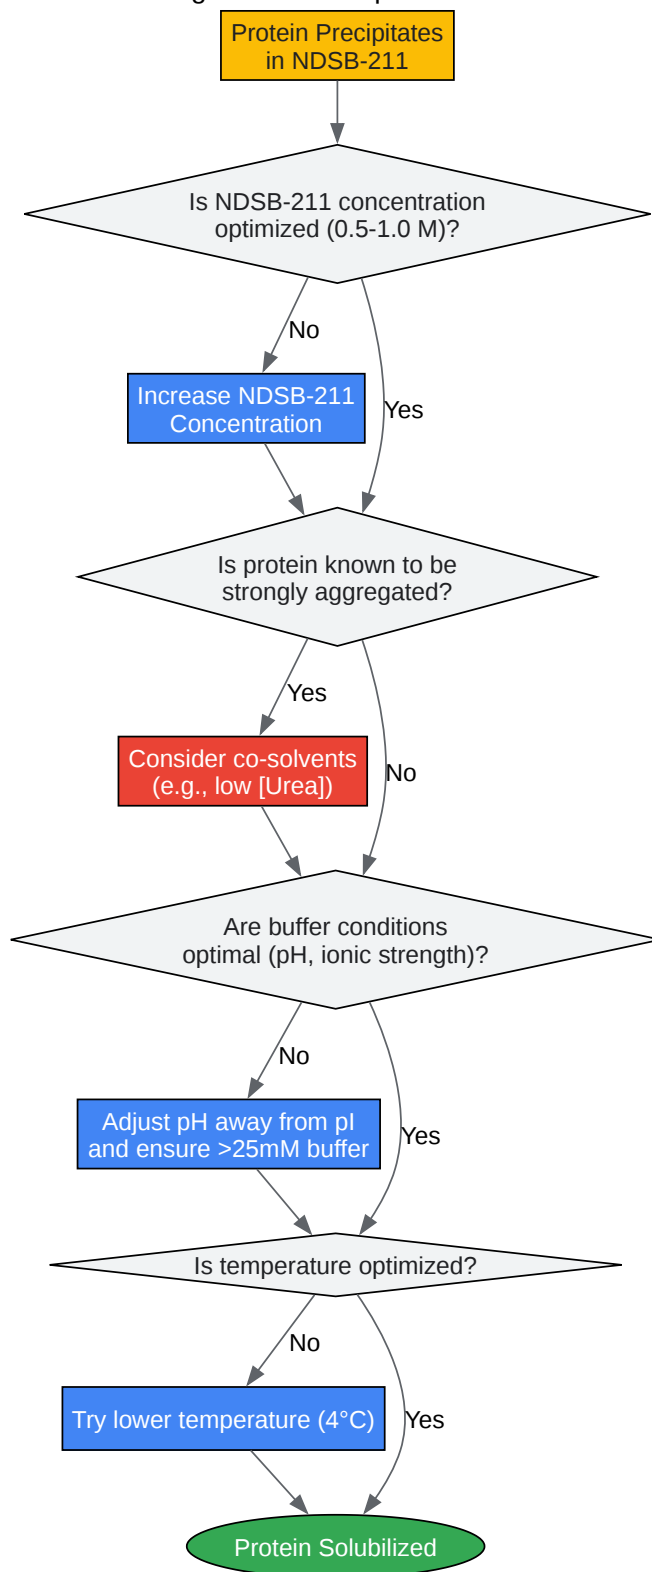 Protein Precipitates
in NDSB-211
Is NDSB-211 concentration
optimized (0.5-1.0 M)?
No
Increase NDSB-211
Concentration
Yes
Is protein known to be
strongly aggregated?
Yes
Consider co-solvents
(e.g., low [Urea])
No
Are buffer conditions
optimal (pH, ionic strength)?
No
Adjust pH away from pI
and ensure >25mM buffer
Yes
Is temperature optimized?
No
Try lower temperature (4°C)
Yes
Protein Solubilized